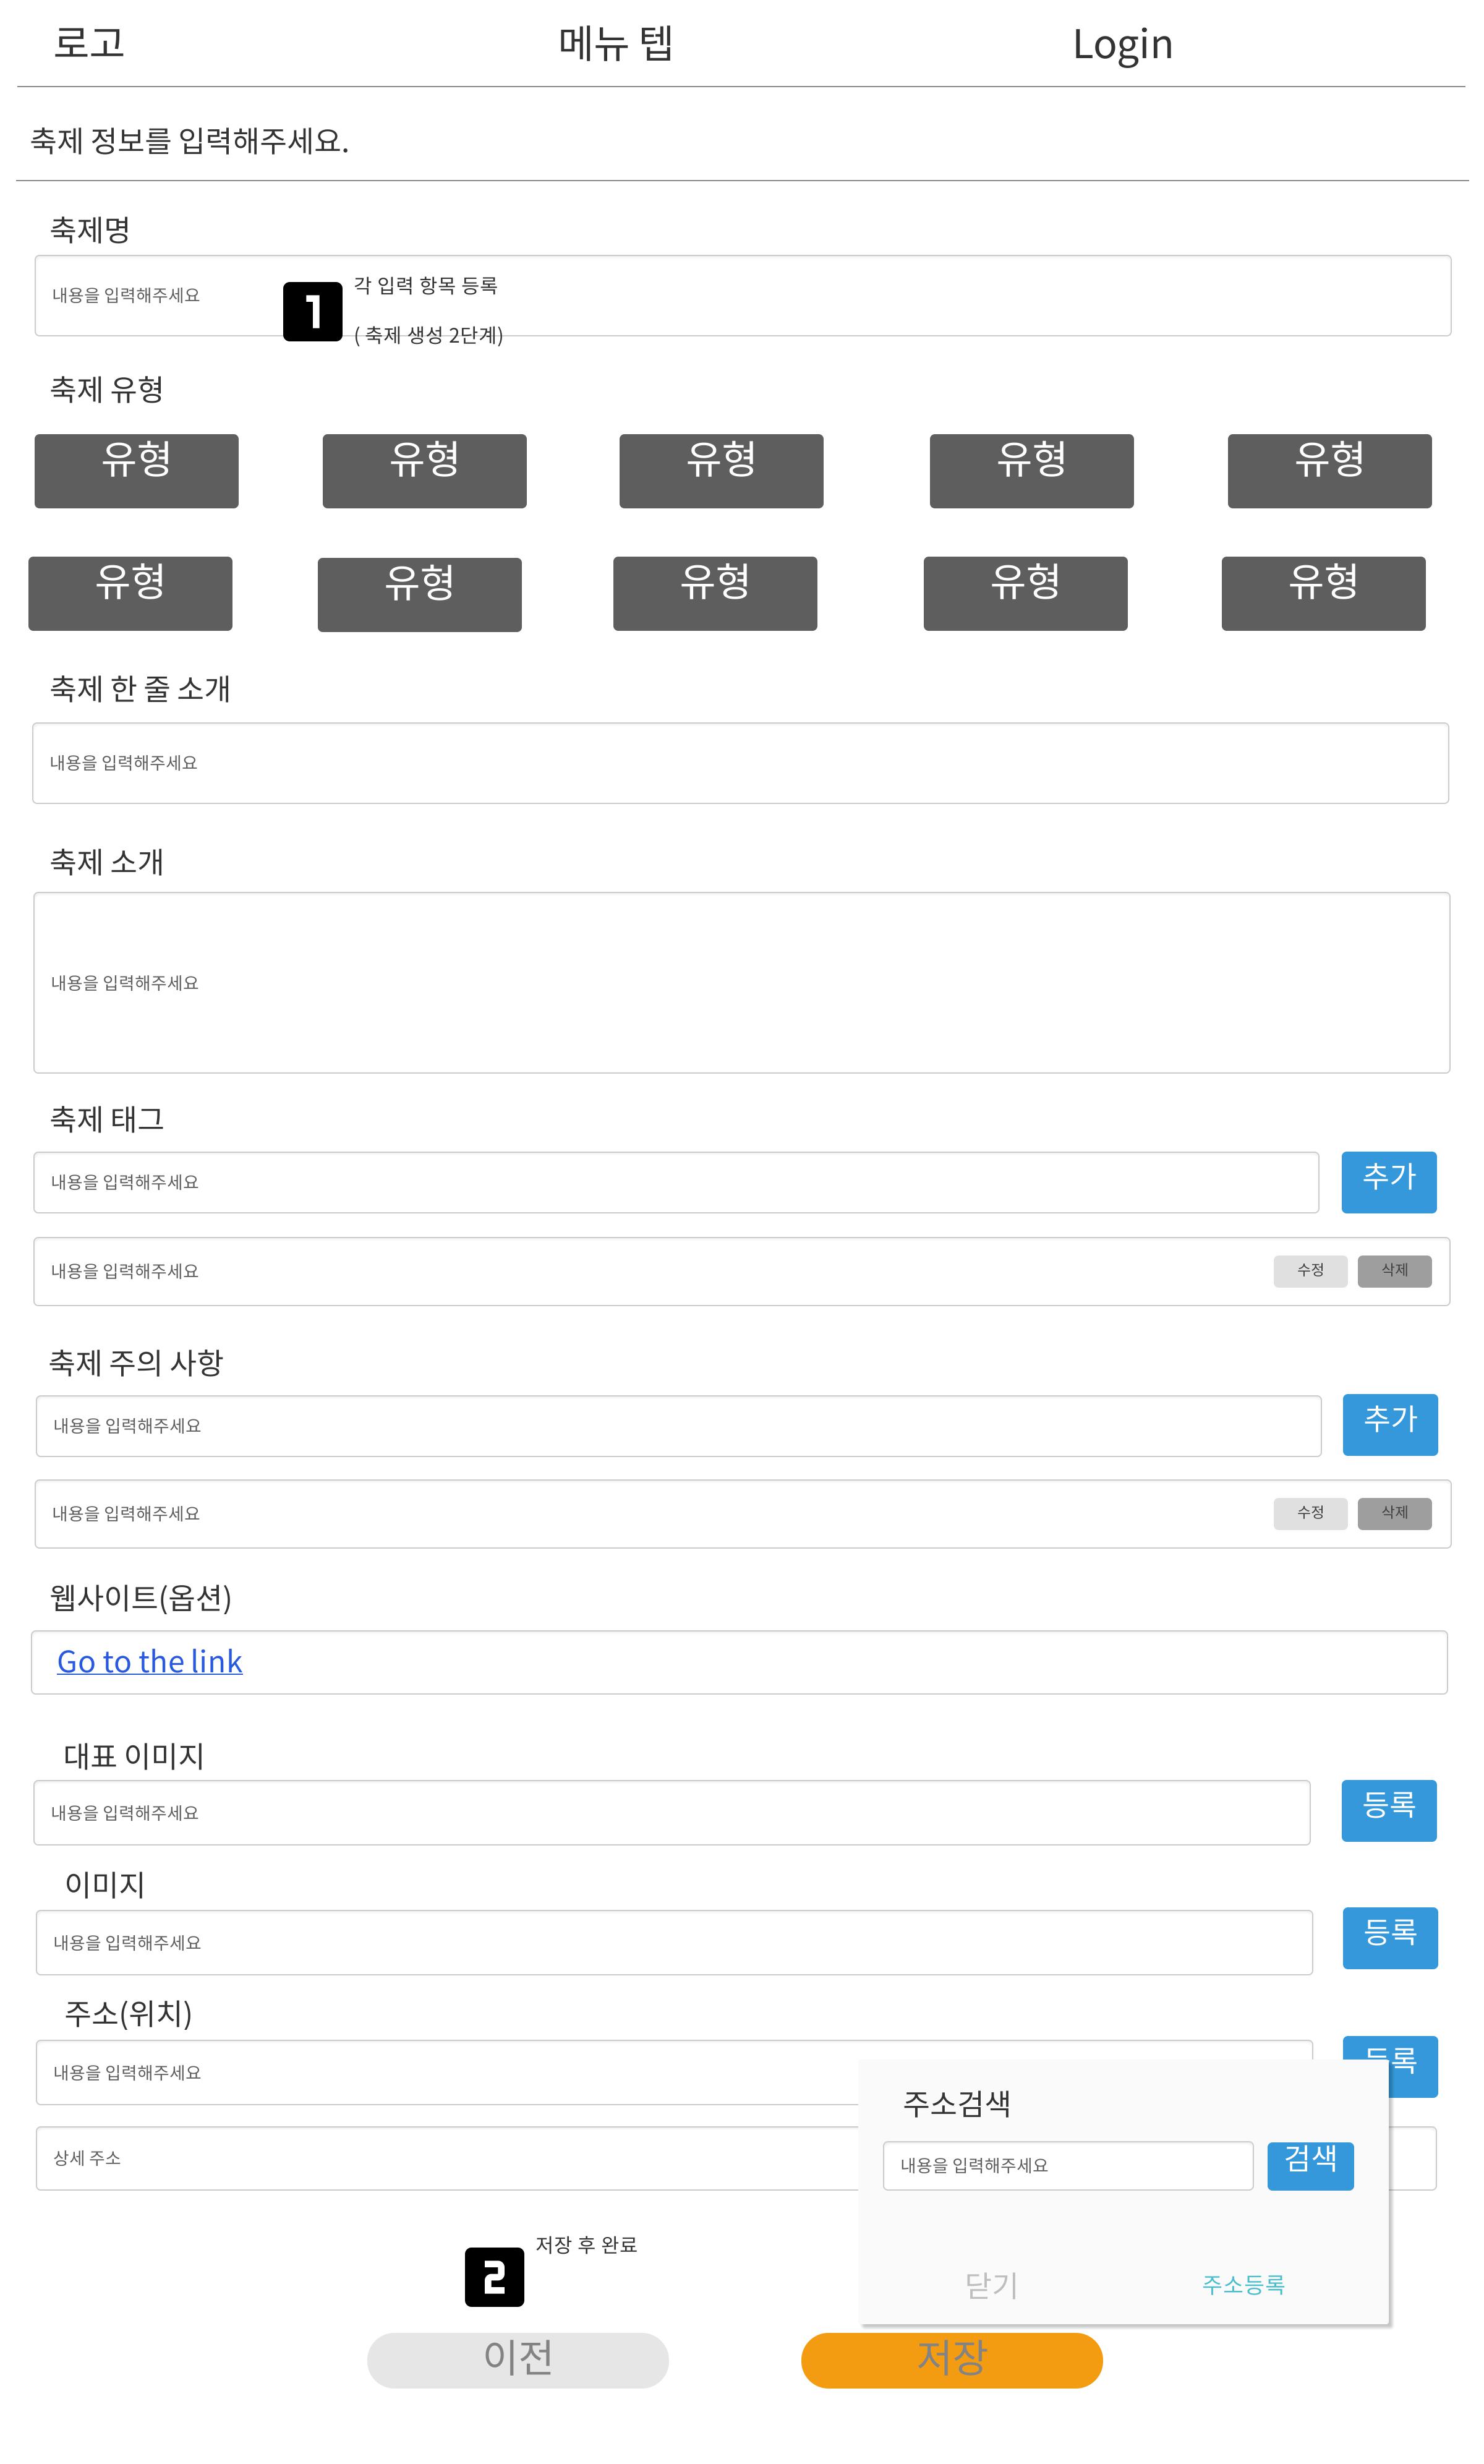 로고 메뉴 텝 Login
축제 정보를 입력해주세요.
축제명
내용을 입력해주세요
1 각 입력 항목 등록
( 축제 생성 2단계)
축제 유형
유형 유형 유형 유형 유형
유형 유형 유형 유형 유형
축제 한 줄 소개
내용을 입력해주세요
축제 소개
내용을 입력해주세요
축제 태그
내용을 입력해주세요 추가
내용을 입력해주세요 수정 삭제
축제 주의 사항
내용을 입력해주세요 추가
내용을 입력해주세요 수정 삭제
웹사이트(옵션)
Go to the link
대표 이미지
내용을 입력해주세요 등록
이미지
내용을 입력해주세요 등록
주소(위치)
내용을 입력해주세요 등록
상세 주소
주소검색
내용을 입력해주세요 검색
닫기 주소등록
2 저장 후 완료
이전 저장